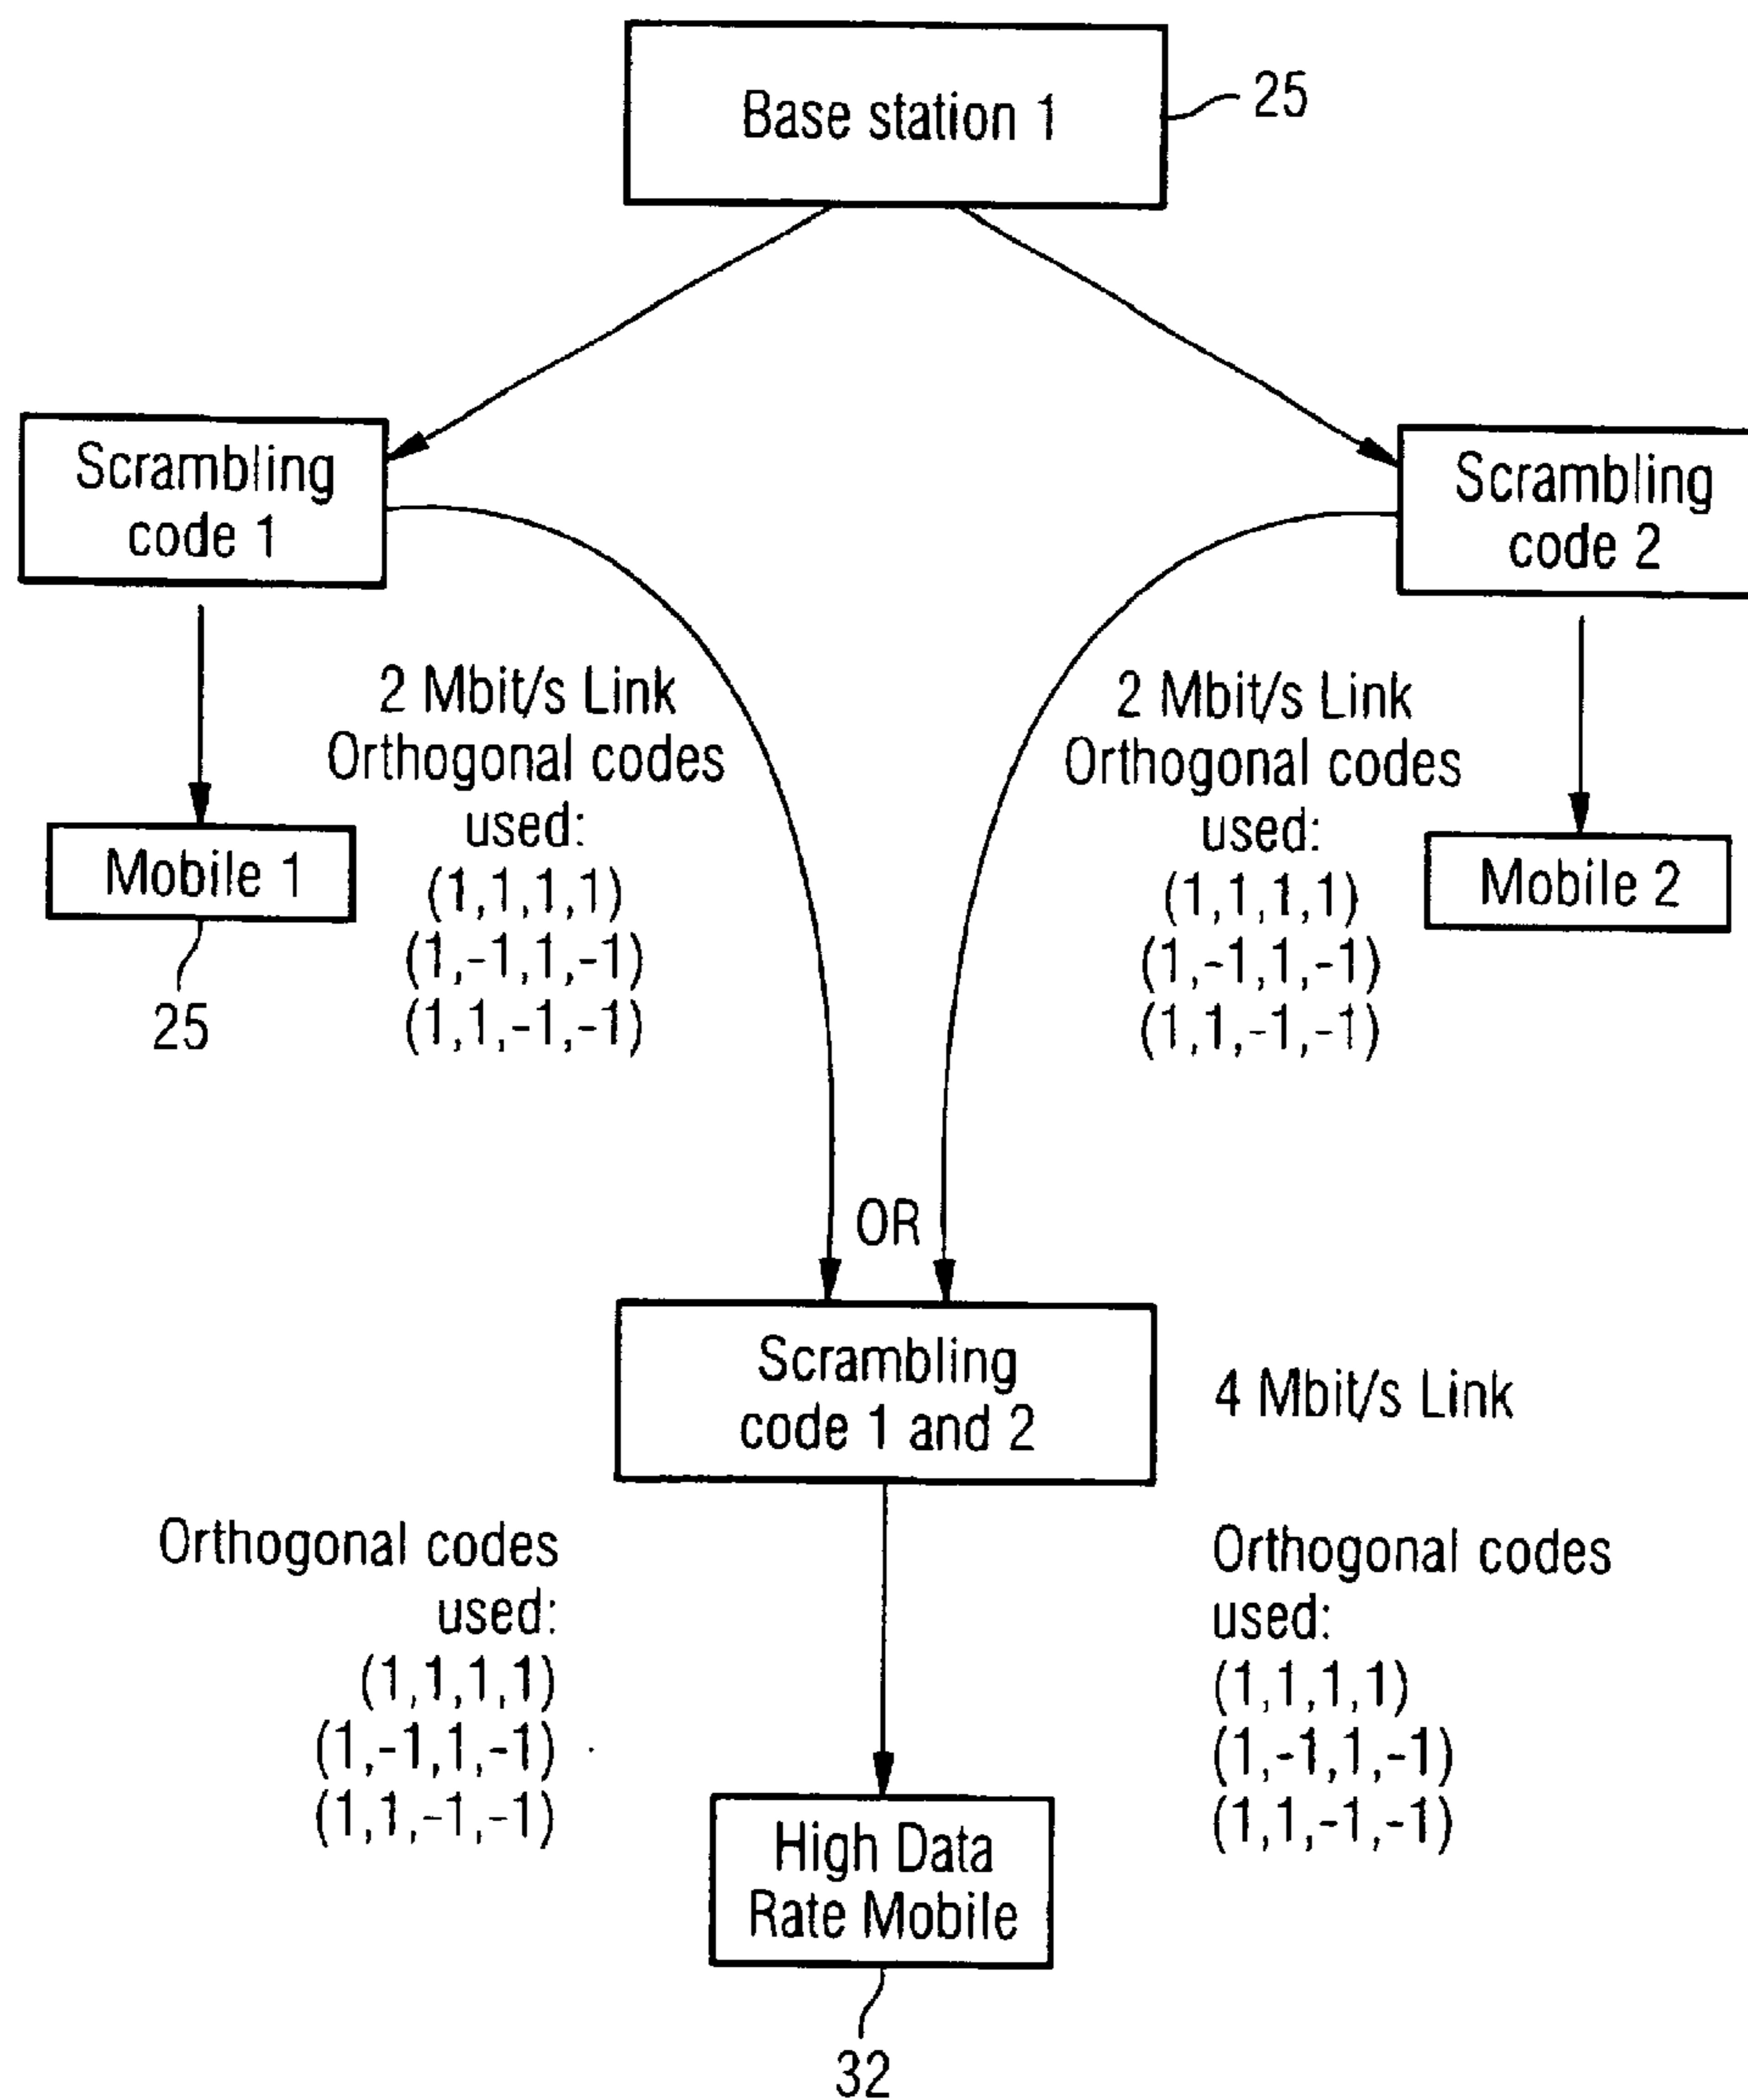 Base station 1
25
Scrambling
code 1
Scrambling
code 2
2 Mbit/s Link
Orthogonal codes
used:
(1,1,1,1)
(1,-1,1,-1)
(1,1,-1,-1)
2 Mbit/s Link
Orthogonal codes
used:
(1,1,1,1)
(1,-1,1,-1)
(1,1,-1,-1)
Mobile 1
25
Mobile 2
OR
Scrambling
code 1 and 2
4 Mbit/s Link
Orthogonal codes
used:
(1,1,1,1)
(1,-1,1,-1)
(1,1,-1,-1)
Orthogonal codes
used:
(1,1,1,1)
(1,-1,1,-1)
(1,1,-1,-1)
High Data
Rate Mobile
32